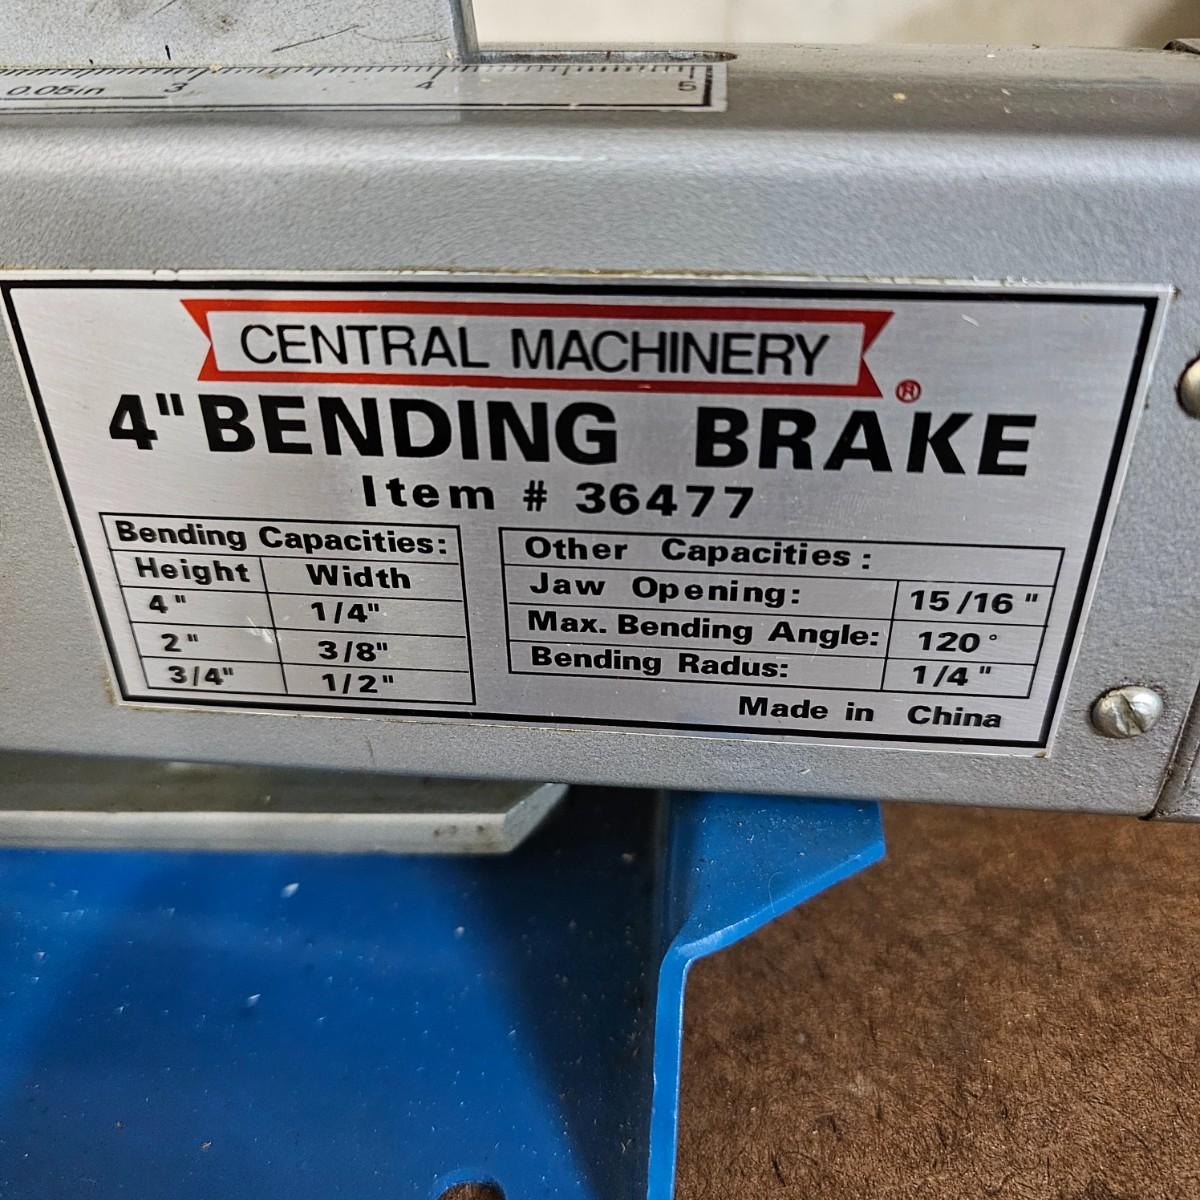 0.05in 3 4 5
CENTRAL MACHINERY ®
4" BENDING BRAKE
Item # 36477
Bending Capacities:
Height Width
4" 1/4"
2" 3/8"
3/4" 1/2"
Other Capacities :
Jaw Opening: 15/16 "
Max. Bending Angle: 120°
Bending Radus: 1/4 "
Made in China